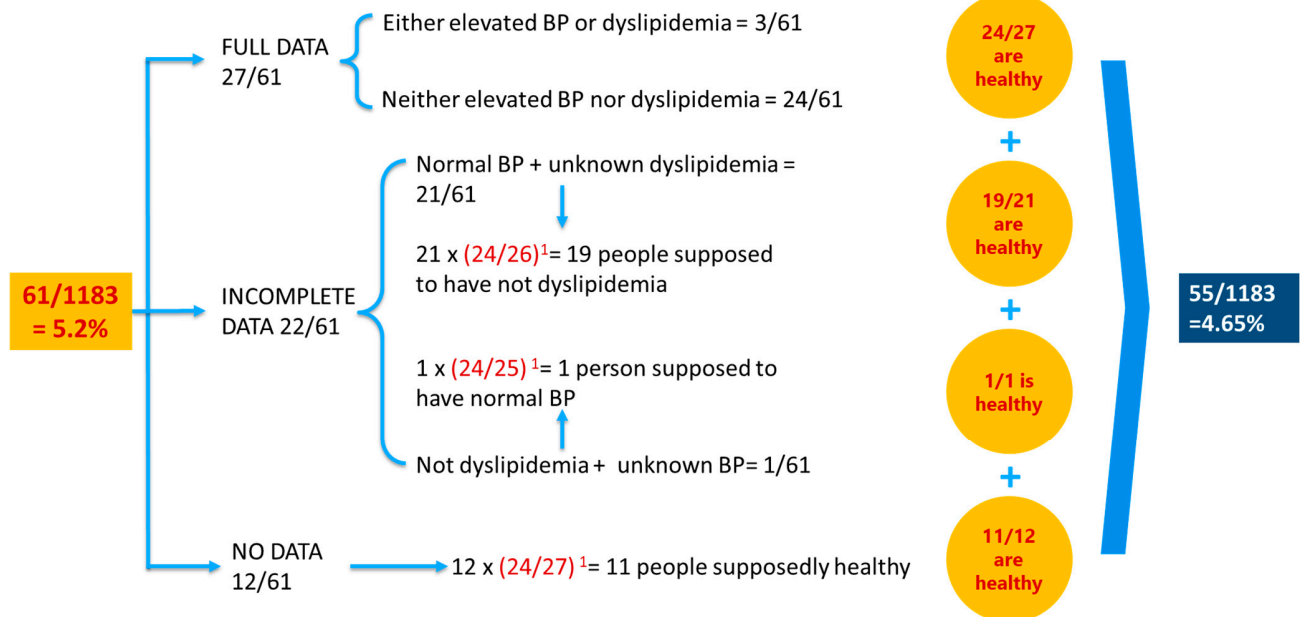 61/1183
= 5.2%
FULL DATA
27/61
Either elevated BP or dyslipidemia = 3/61
Neither elevated BP nor dyslipidemia = 24/61
INCOMPLETE
DATA 22/61
Normal BP + unknown dyslipidemia =
21/61
21 x (24/26)¹= 19 people supposed
to have not dyslipidemia
1 x (24/25) ¹= 1 person supposed to
have normal BP
Not dyslipidemia + unknown BP= 1/61
NO DATA
12/61
12 x (24/27) ¹= 11 people supposedly healthy
24/27
are
healthy
+
19/21
are
healthy
+
1/1 is
healthy
+
11/12
are
healthy
55/1183
=4.65%